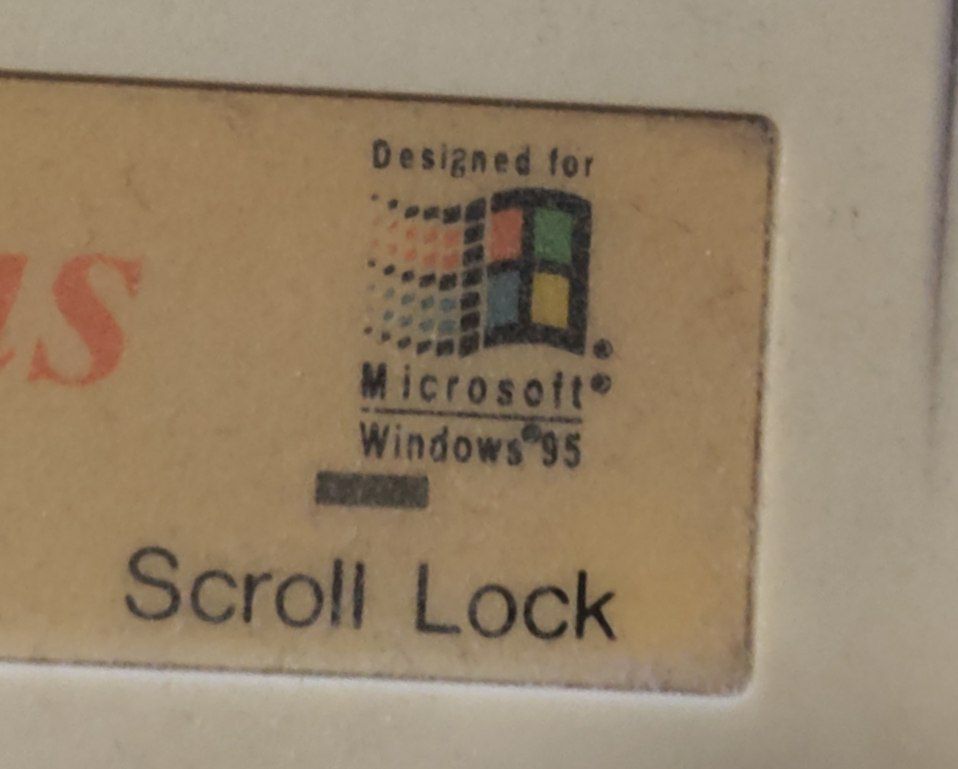 Designed for
Microsoft®
Windows®95
Scroll Lock